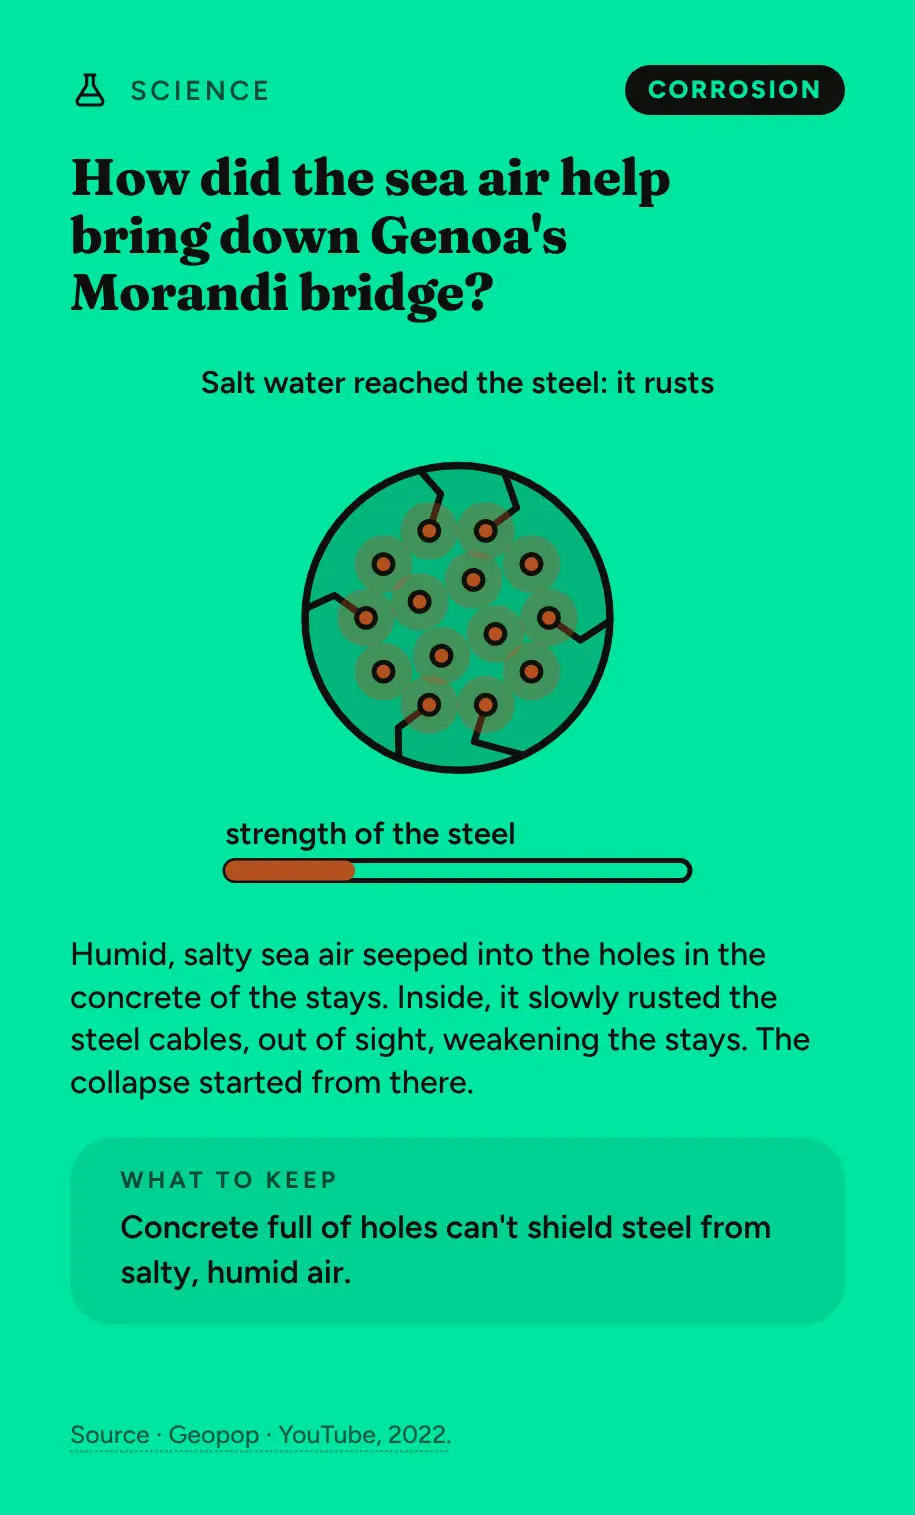 SCIENCE
CORROSION
How did the sea air help
bring down Genoa's
Morandi bridge?
Salt water reached the steel: it rusts
strength of the steel
Humid, salty sea air seeped into the holes in the
concrete of the stays. Inside, it slowly rusted the
steel cables, out of sight, weakening the stays. The
collapse started from there.
WHAT TO KEEP
Concrete full of holes can't shield steel from
salty, humid air.
Source · Geopop · YouTube, 2022.